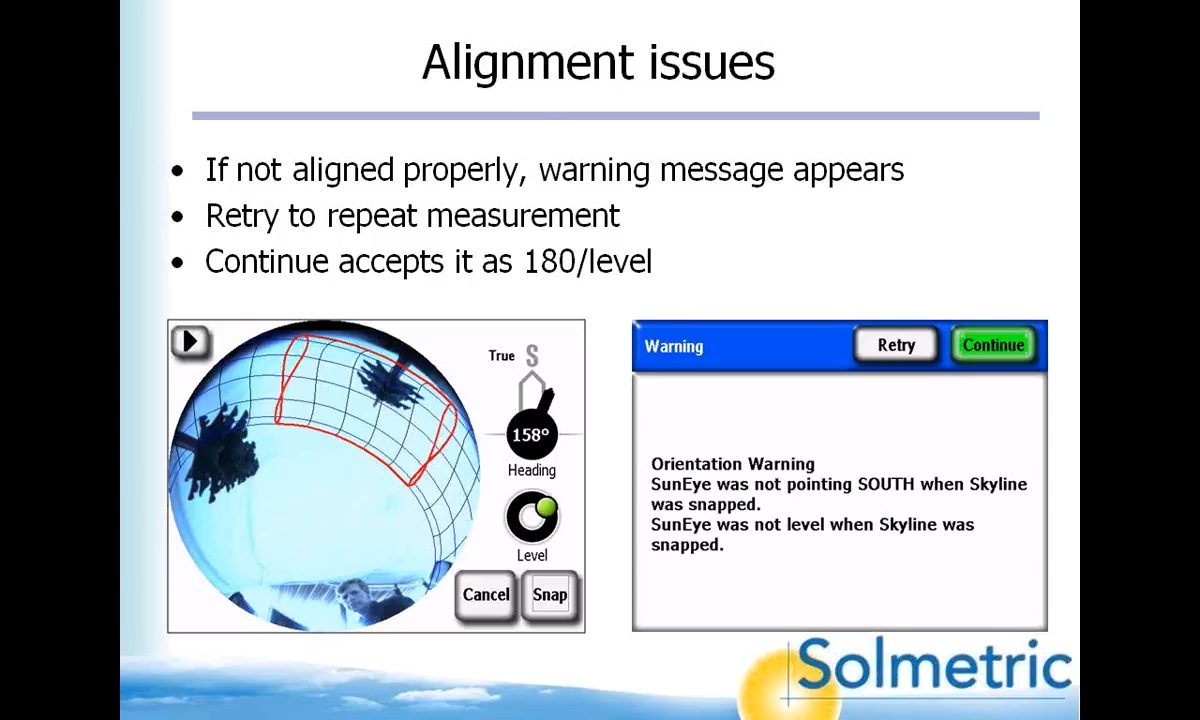 Alignment issues
• If not aligned properly, warning message appears
• Retry to repeat measurement
• Continue accepts it as 180/level
True S
158°
Heading
Level
Cancel Snap
Warning Retry Continue
Orientation Warning
SunEye was not pointing SOUTH when Skyline
was snapped.
SunEye was not level when Skyline was
snapped.
Solmetric